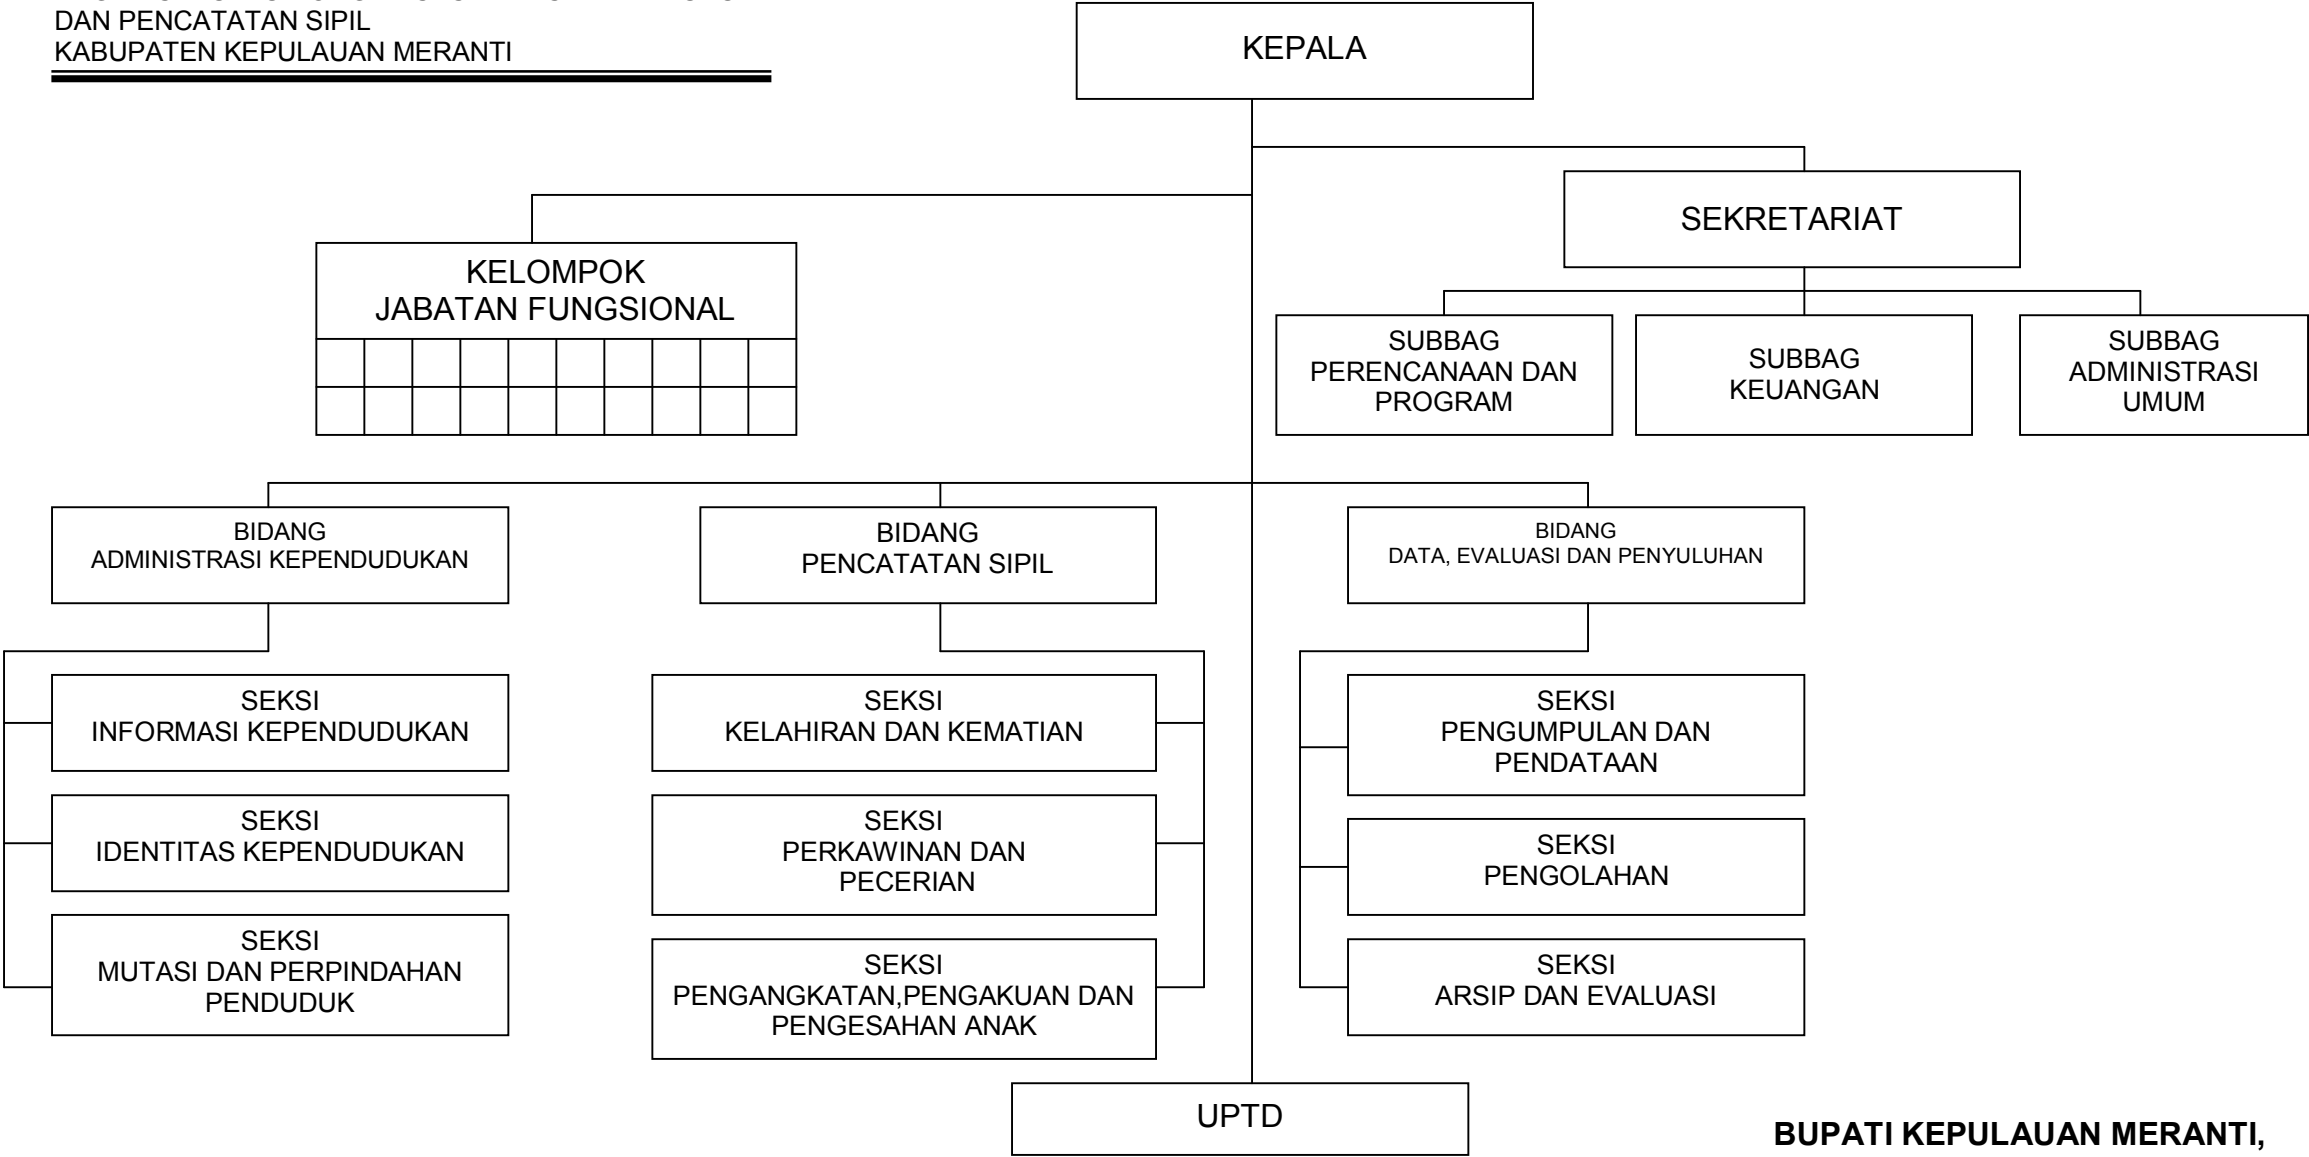 DAN PENCATATAN SIPIL
KABUPATEN KEPULAUAN MERANTI
KEPALA
SEKRETARIAT
KELOMPOK
JABATAN FUNGSIONAL
SUBBAG
PERENCANAAN DAN
PROGRAM
SUBBAG
KEUANGAN
SUBBAG
ADMINISTRASI
UMUM
BIDANG
ADMINISTRASI KEPENDUDUKAN
BIDANG
PENCATATAN SIPIL
BIDANG
DATA, EVALUASI DAN PENYULUHAN
SEKSI
INFORMASI KEPENDUDUKAN
SEKSI
IDENTITAS KEPENDUDUKAN
SEKSI
MUTASI DAN PERPINDAHAN
PENDUDUK
SEKSI
KELAHIRAN DAN KEMATIAN
SEKSI
PERKAWINAN DAN
PECERIAN
SEKSI
PENGANGKATAN,PENGAKUAN DAN
PENGESAHAN ANAK
SEKSI
PENGUMPULAN DAN
PENDATAAN
SEKSI
PENGOLAHAN
SEKSI
ARSIP DAN EVALUASI
UPTD
BUPATI KEPULAUAN MERANTI,